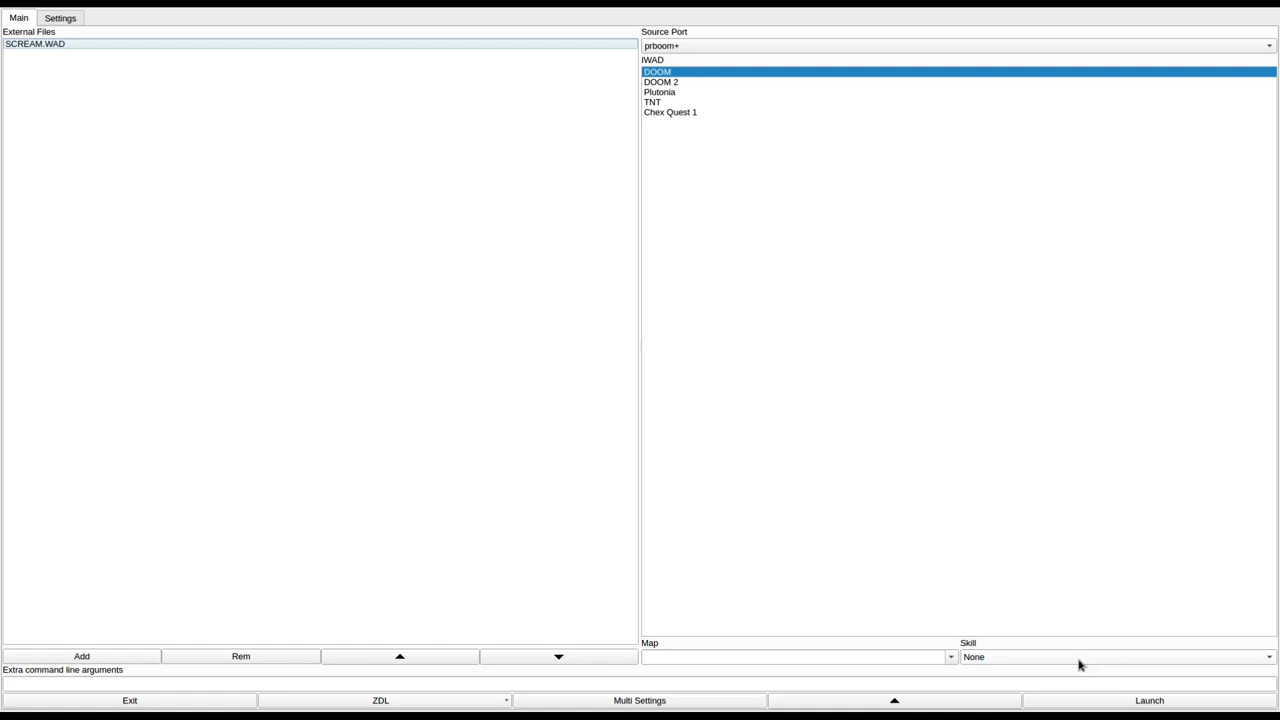 Main
Settings
External Files
SCREAM.WAD
Source Port
prboom+
IWAD
DOOM
DOOM 2
Plutonia
TNT
Chex Quest 1
Map
Skill
None
Add
Rem
Extra command line arguments
Exit
ZDL
Multi Settings
Launch